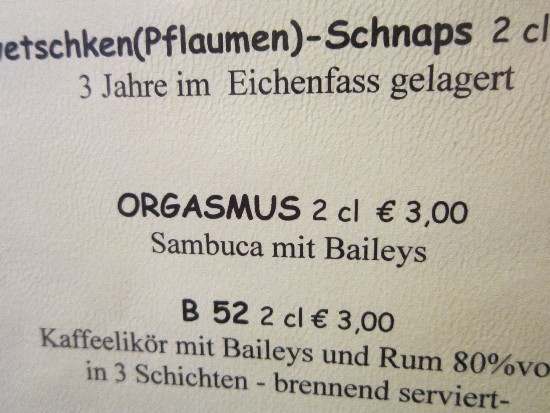 etschken(Pflaumen)-Schnaps 2 cl
3 Jahre im Eichenfass gelagert
ORGASMUS 2 cl € 3,00
Sambuca mit Baileys
B 52 2 cl € 3,00
Kaffeelikör mit Baileys und Rum 80%vo
in 3 Schichten - brennend serviert-